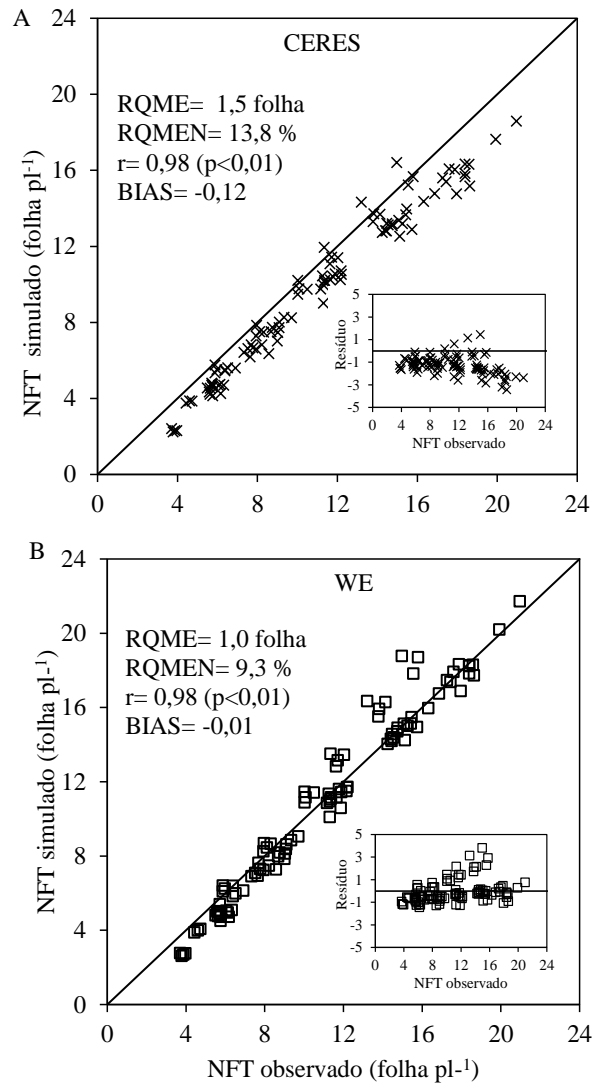 A
CERES
RQME= 1,5 folha
RQMEN= 13,8 %
r= 0,98 (p<0,01)
BIAS= -0,12
NFT simulado (folha pl-¹)
24
20
16
12
8
4
0
0 4 8 12 16 20 24
Resíduo
5
3
1
-1
-3
-5
0 4 8 12 16 20 24
NFT observado
B
WE
RQME= 1,0 folha
RQMEN= 9,3 %
r= 0,98 (p<0,01)
BIAS= -0,01
NFT simulado (folha pl-¹)
24
20
16
12
8
4
0
0 4 8 12 16 20 24
Resíduo
5
3
1
-1
-3
-5
0 4 8 12 16 20 24
NFT observado
NFT observado (folha pl-¹)